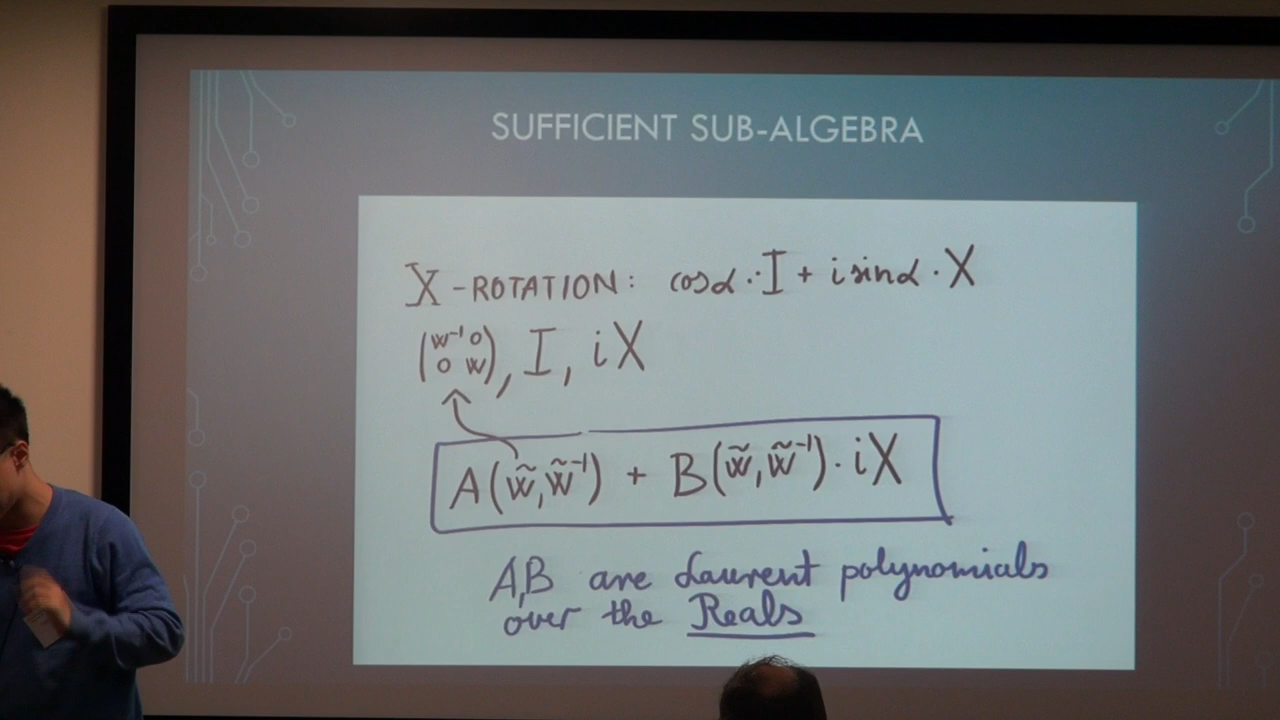 SUFFICIENT SUB-ALGEBRA
X-ROTATION: cosα·I + i sinα·X
(w⁻¹ 0
0 w), I, iX
A(w̃,w̃⁻¹) + B(w̃,w̃⁻¹)·iX
A,B are Laurent polynomials
over the Reals